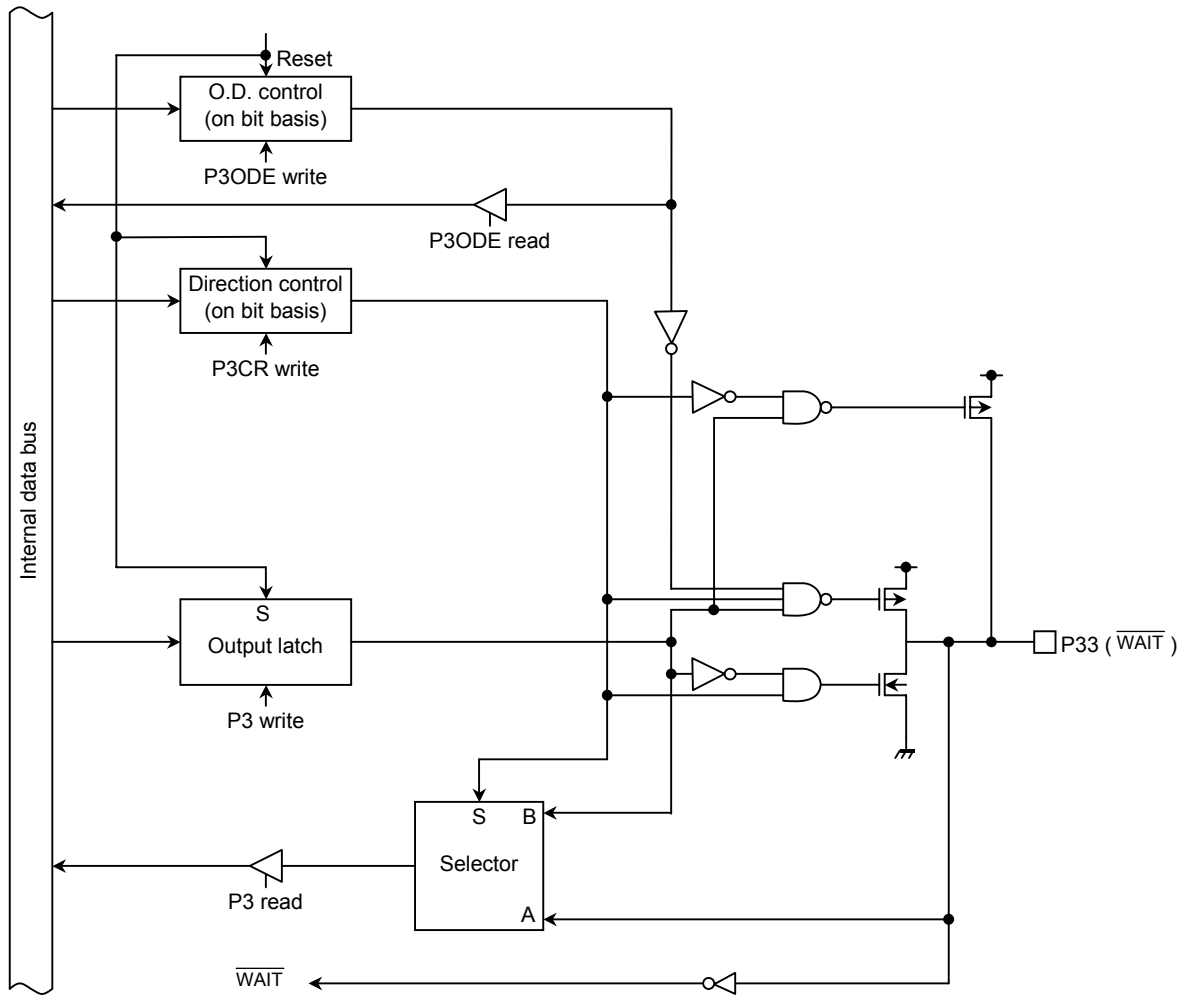 Reset
O.D. control
(on bit basis)
P3ODE write
P3ODE read
Direction control
(on bit basis)
P3CR write
Internal data bus
S
Output latch
P3 write
P33 ( WAIT )
S B
Selector
A
P3 read
WAIT